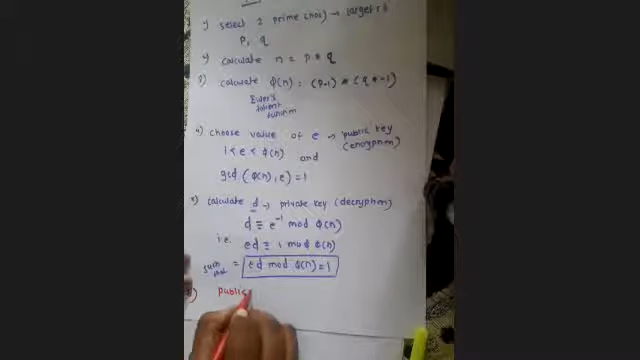 1) select 2 prime (no's) → larger
p, q
2) calculate n = p * q
3) calculate Φ(n) = (p-1) * (q-1)
Euler's
totient
function
4) choose value of e → public key
(encryption)
1 < e < Φ(n) and
gcd (Φ(n), e) = 1
5) calculate d → private key (decryption)
d ≡ e⁻¹ mod Φ(n)
i.e. ed ≡ 1 mod Φ(n)
such that = ed mod Φ(n) = 1
public